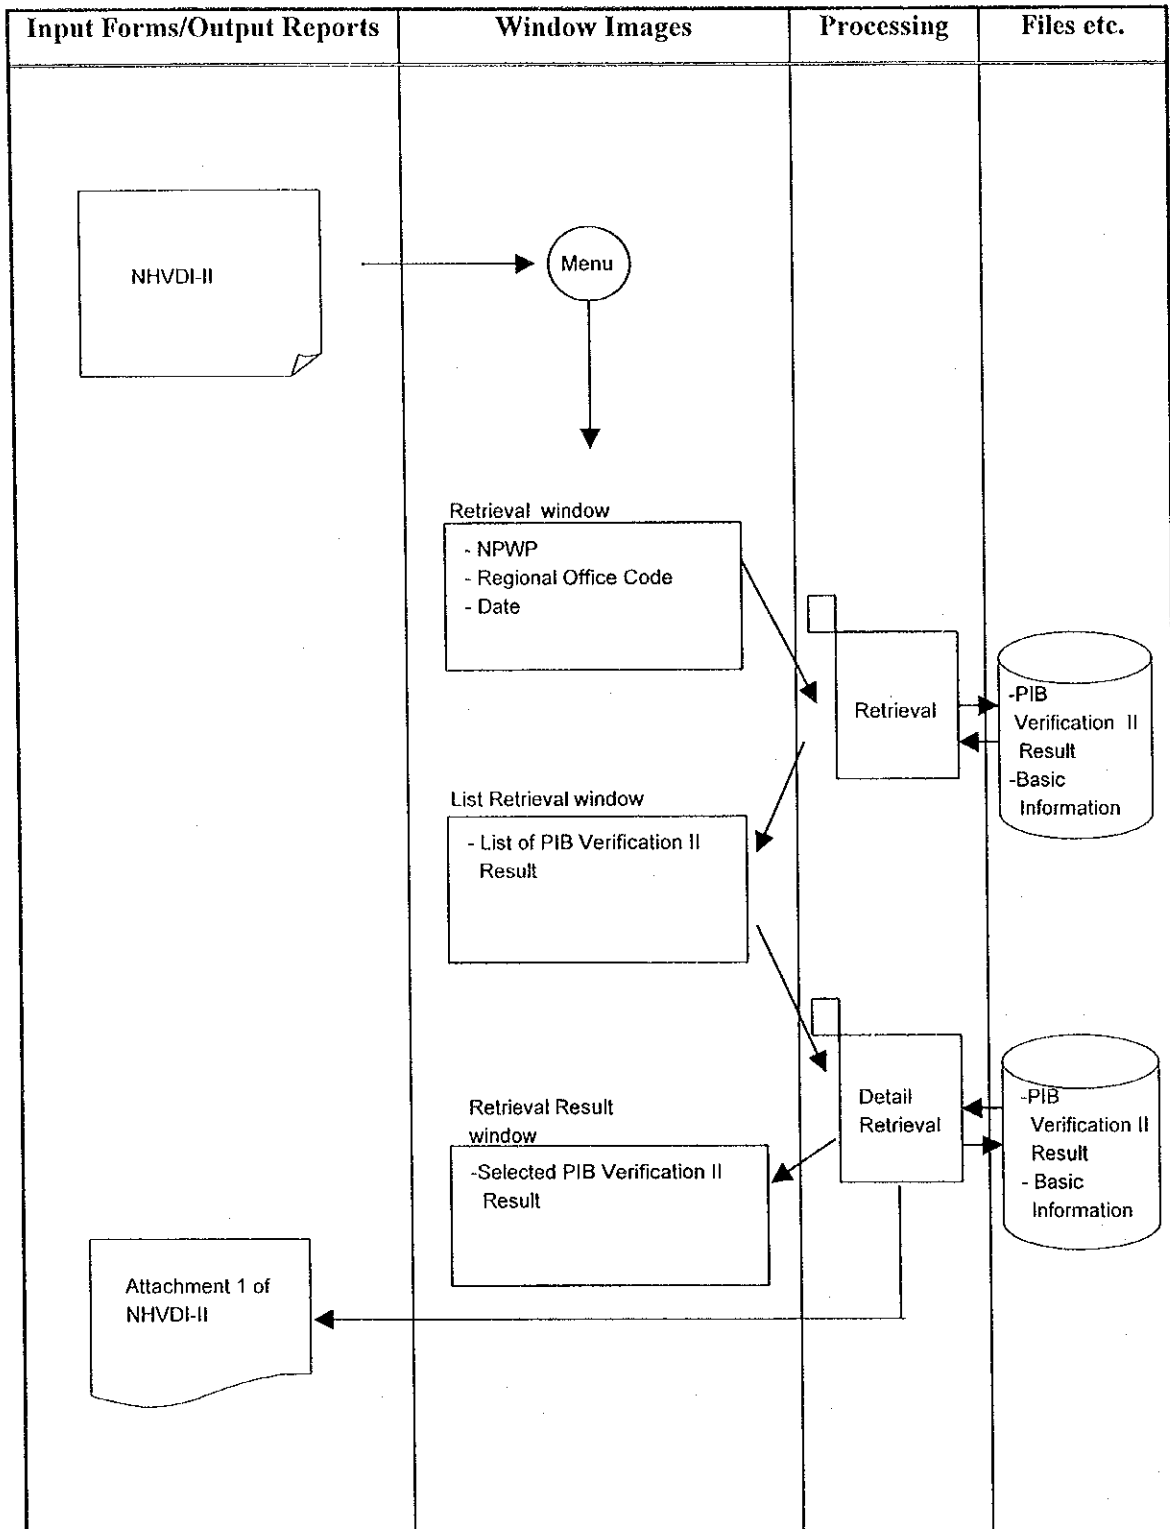 Input Forms/Output Reports
Window Images
Processing
Files etc.
NHVDI-II
Menu
Retrieval window
- NPWP
- Regional Office Code
- Date
Retrieval
-PIB
Verification II
Result
-Basic
Information
List Retrieval window
- List of PIB Verification II
Result
Detail
Retrieval
-PIB
Verification II
Result
- Basic
Information
Retrieval Result
window
-Selected PIB Verification II
Result
Attachment 1 of
NHVDI-II